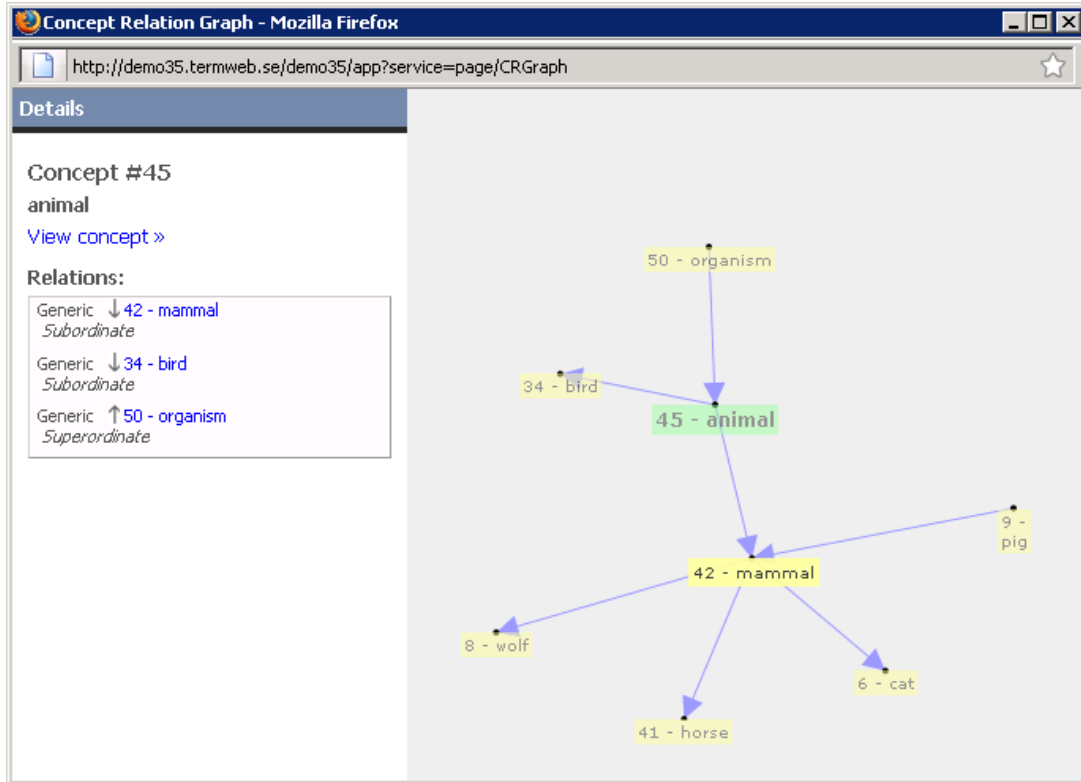 Concept Relation Graph - Mozilla Firefox
http://demo35.termweb.se/demo35/app?service=page/CRGraph
Details
Concept #45
animal
View concept »
Relations:
Generic ↓ 42 - mammal
Subordinate
Generic ↓ 34 - bird
Subordinate
Generic ↑ 50 - organism
Superordinate
50 - organism
34 - bird
45 - animal
9 -
pig
42 - mammal
8 - wolf
6 - cat
41 - horse